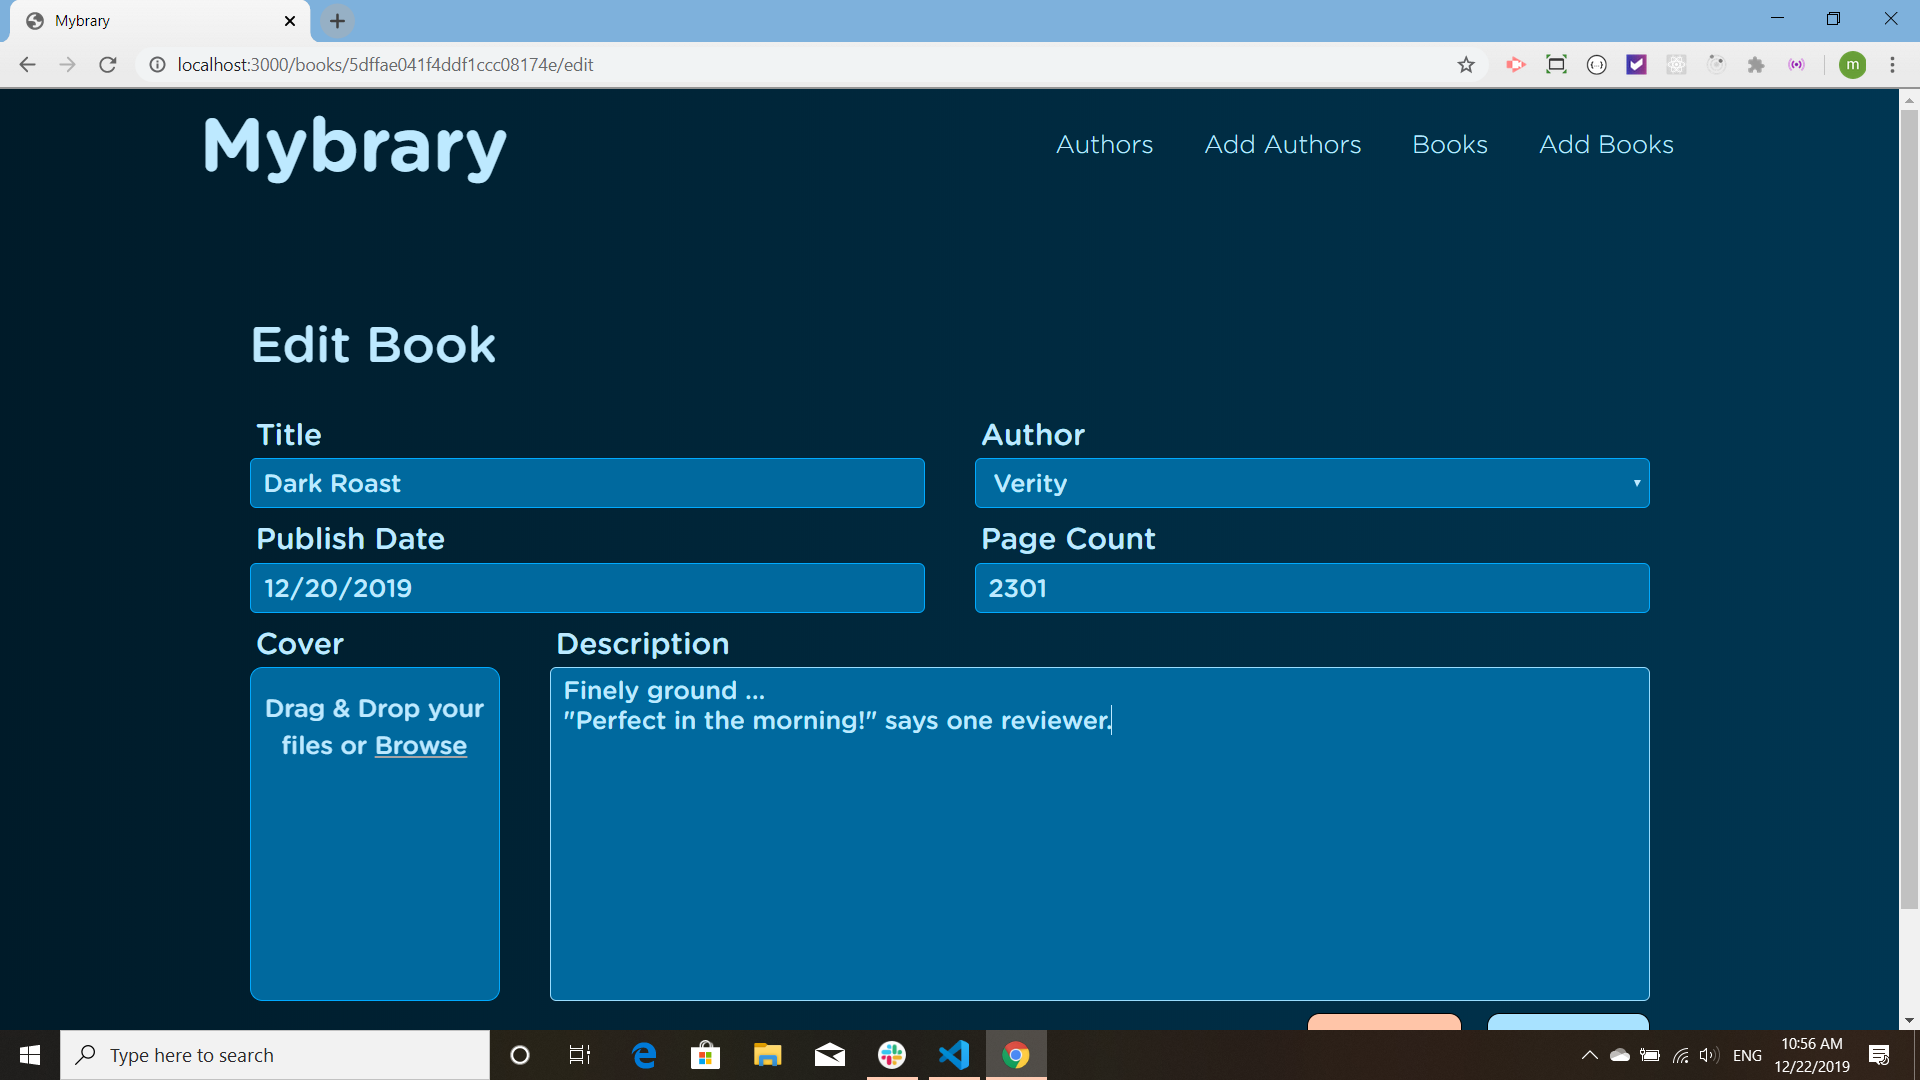 Mybrary
localhost:3000/books/5dffae041f4ddf1ccc08174e/edit
m
Mybrary
Authors Add Authors Books Add Books
Edit Book
Title
Dark Roast
Author
Verity
Publish Date
12/20/2019
Page Count
2301
Cover
Drag & Drop your
files or Browse
Description
Finely ground ...
"Perfect in the morning!" says one reviewer.
Type here to search
ENG
10:56 AM
12/22/2019